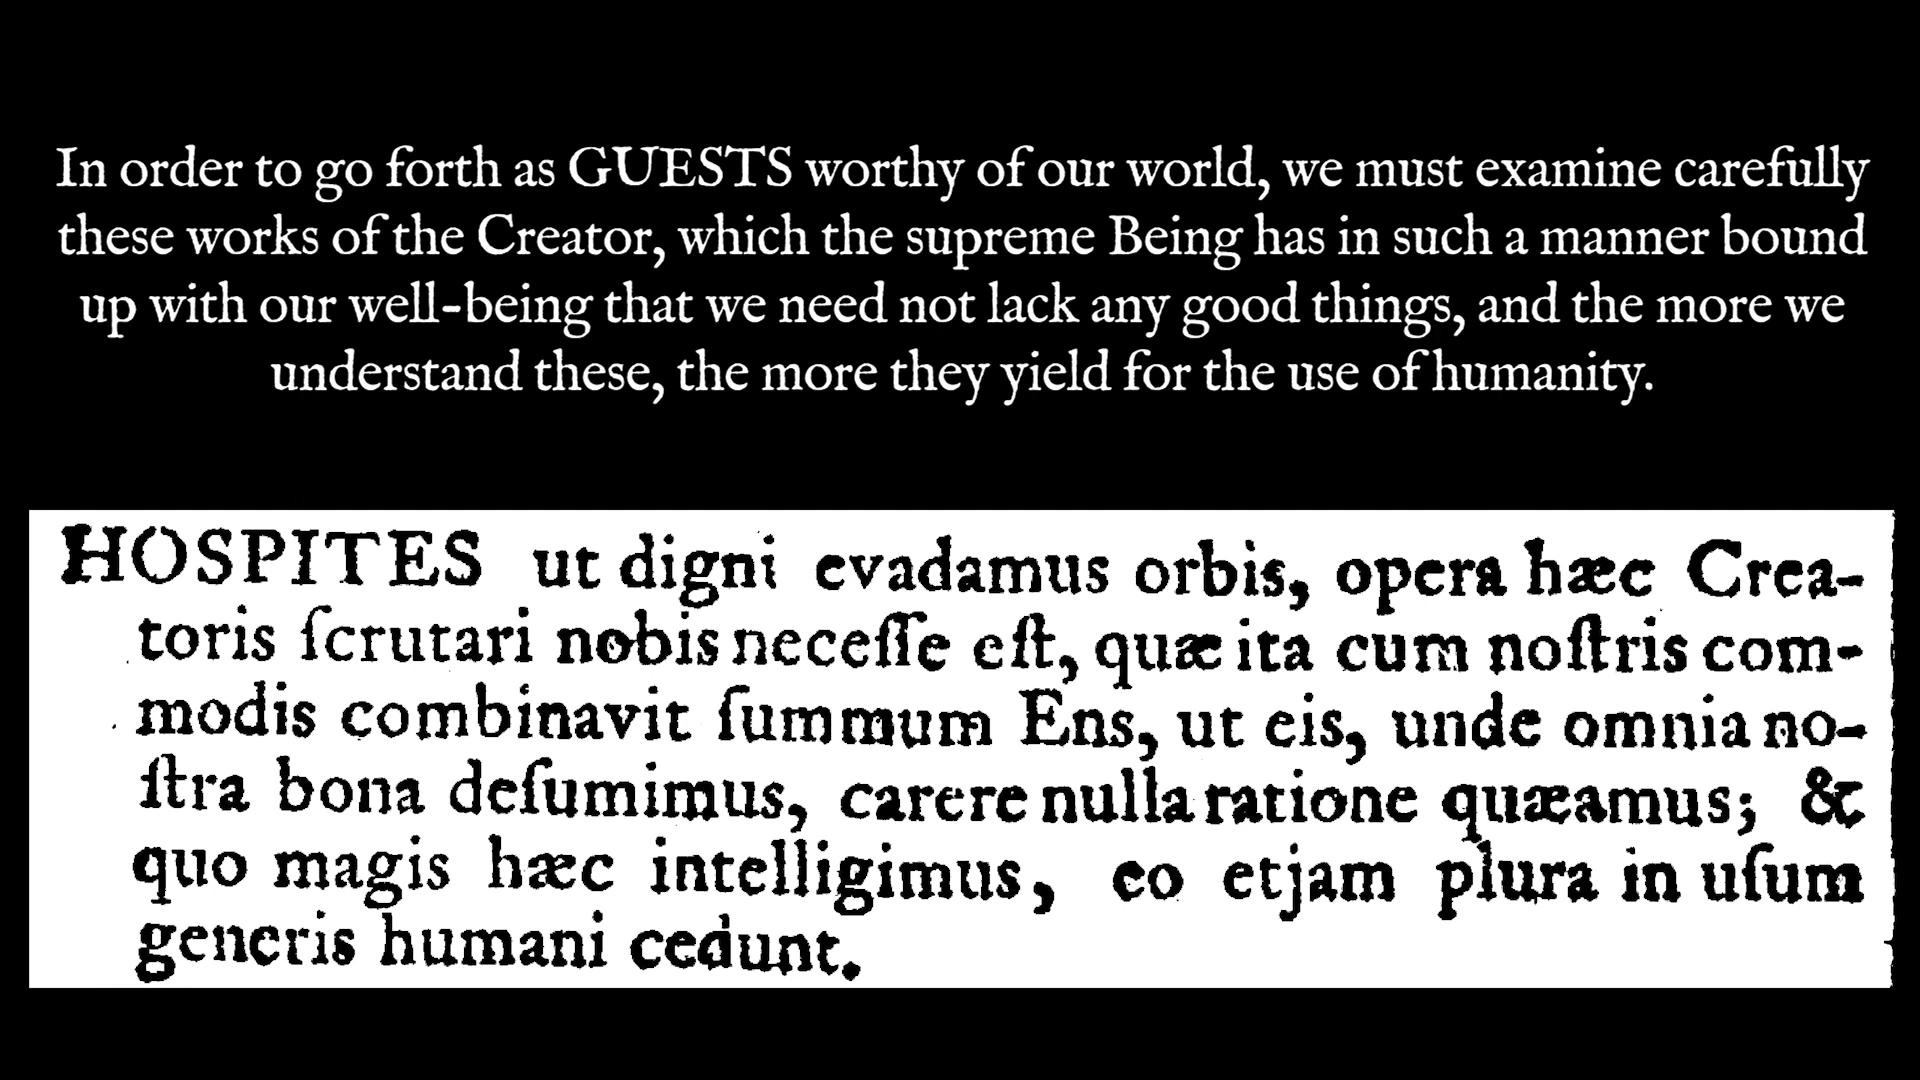 In order to go forth as GUESTS worthy of our world, we must examine carefully
these works of the Creator, which the supreme Being has in such a manner bound
up with our well-being that we need not lack any good things, and the more we
understand these, the more they yield for the use of humanity.
HOSPITES ut digni evadamus orbis, opera hæc Crea-
toris ſcrutari nobis neceſſe eſt, quæ ita cum noſtris com-
modis combinavit ſummum Ens, ut eis, unde omnia no-
ſtra bona deſumimus, carere nulla ratione quæamus; &
quo magis hæc intelligimus, eo etjam plura in uſum
generis humani cedunt.